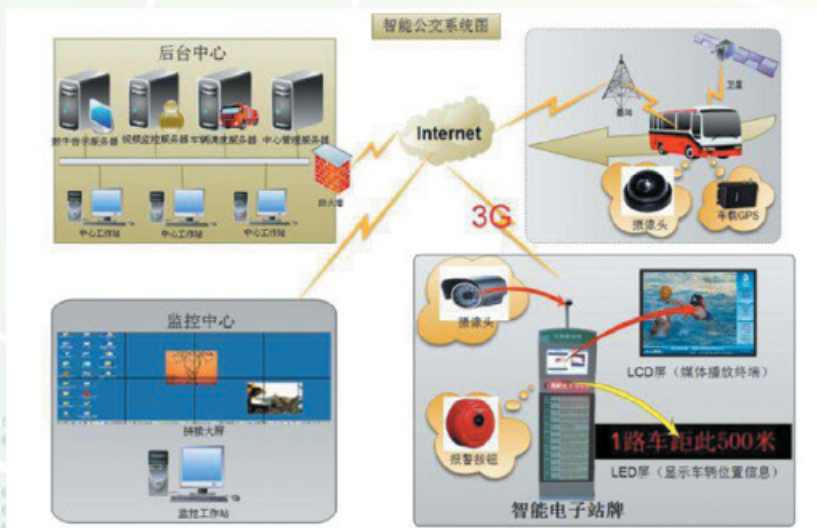 智能公交系统图
后台中心
数字告示服务器
视频监控服务器
车辆调度服务器
中心管理服务器
防火墙
中心工作站
中心工作站
中心工作站
Internet
3G
基站
卫星
摄像头
车载GPS
监控中心
拼接大屏
监控工作站
摄像头
报警按钮
LCD屏（媒体播放终端）
1路车距此500米
LED屏（显示车辆位置信息）
智能电子站牌